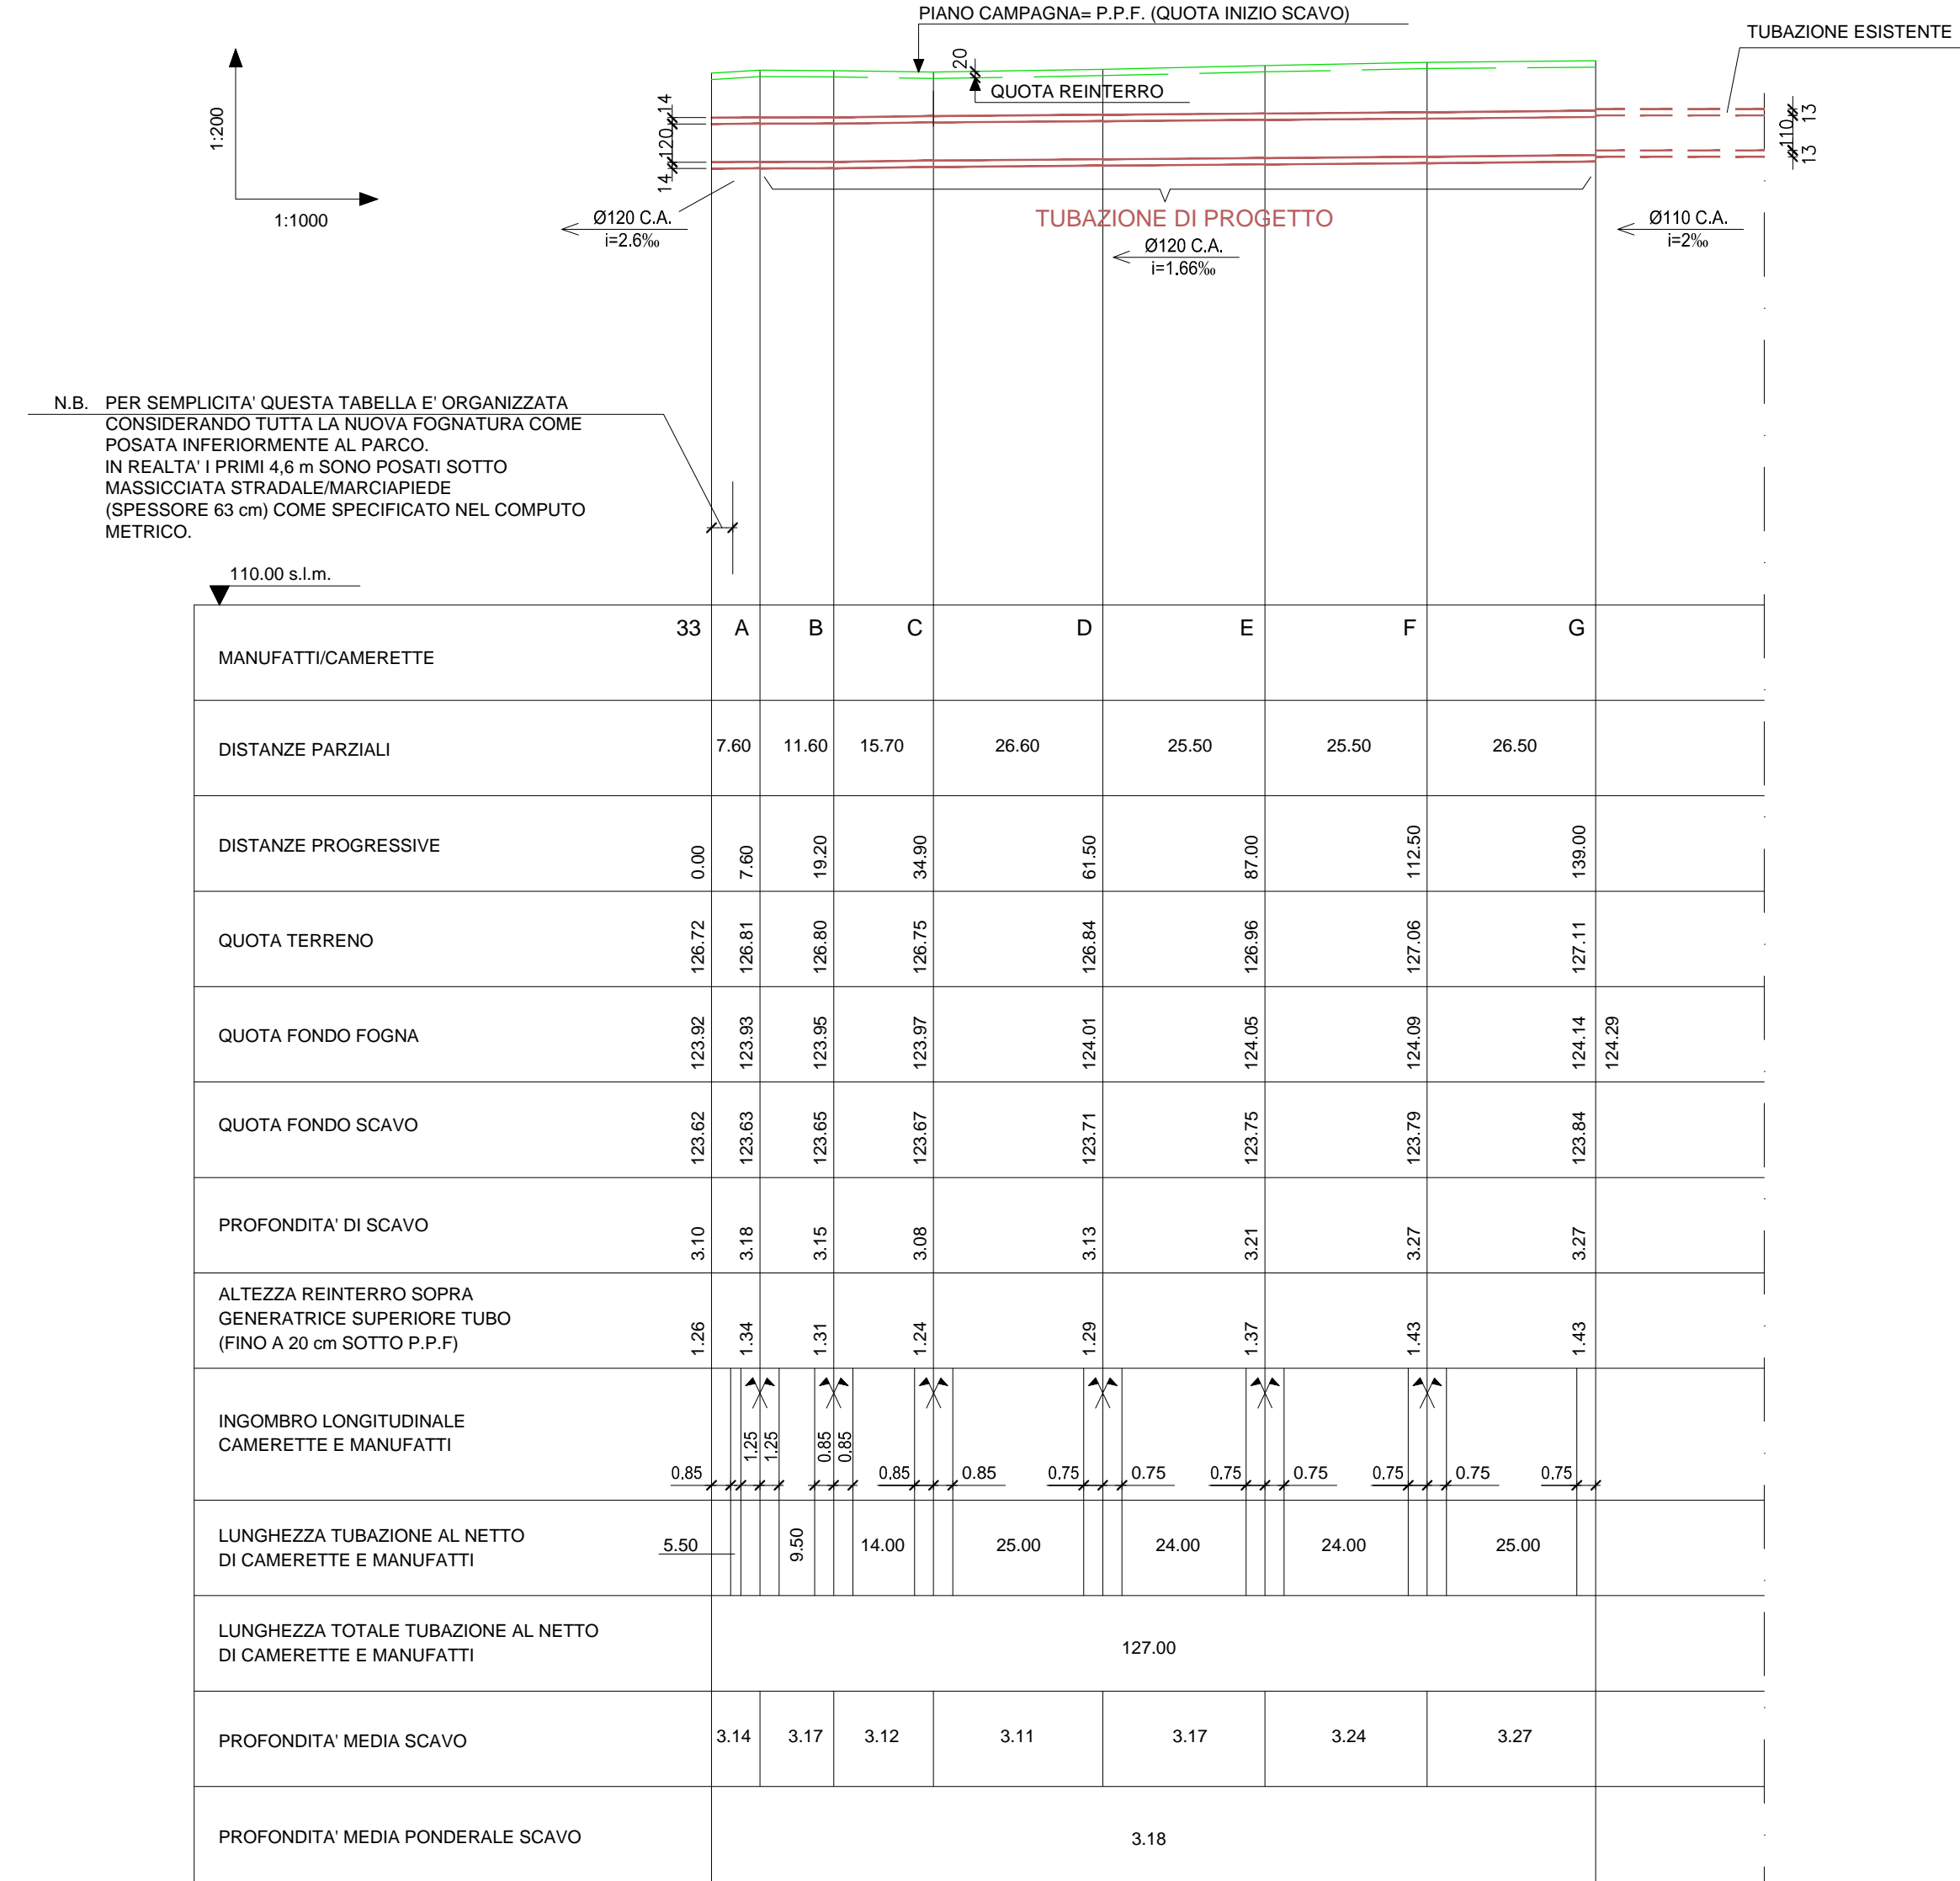 PIANO CAMPAGNA= P.P.F. (QUOTA INIZIO SCAVO)
TUBAZIONE ESISTENTE
20
QUOTA REINTERRO
1:200
1:1000
14
120
14
13
110
13
Ø120 C.A.
i=2.6‰
TUBAZIONE DI PROGETTO
Ø120 C.A.
i=1.66‰
Ø110 C.A.
i=2‰
N.B. PER SEMPLICITA' QUESTA TABELLA E' ORGANIZZATA
CONSIDERANDO TUTTA LA NUOVA FOGNATURA COME
POSATA INFERIORMENTE AL PARCO.
IN REALTA' I PRIMI 4,6 m SONO POSATI SOTTO
MASSICCIATA STRADALE/MARCIAPIEDE
(SPESSORE 63 cm) COME SPECIFICATO NEL COMPUTO
METRICO.
110.00 s.l.m.
MANUFATTI/CAMERETTE
33 A B C D E F G
DISTANZE PARZIALI
7.60 11.60 15.70 26.60 25.50 25.50 26.50
DISTANZE PROGRESSIVE
0.00 7.60 19.20 34.90 61.50 87.00 112.50 139.00
QUOTA TERRENO
126.72 126.81 126.80 126.75 126.84 126.96 127.06 127.11
QUOTA FONDO FOGNA
123.92 123.93 123.95 123.97 124.01 124.05 124.09 124.14 124.29
QUOTA FONDO SCAVO
123.62 123.63 123.65 123.67 123.71 123.75 123.79 123.84
PROFONDITA' DI SCAVO
3.10 3.18 3.15 3.08 3.13 3.21 3.27 3.27
ALTEZZA REINTERRO SOPRA
GENERATRICE SUPERIORE TUBO
(FINO A 20 cm SOTTO P.P.F)
1.26 1.34 1.31 1.24 1.29 1.37 1.43 1.43
INGOMBRO LONGITUDINALE
CAMERETTE E MANUFATTI
0.85 1.25 1.25 0.85 0.85 0.85 0.85 0.75 0.75 0.75 0.75 0.75 0.75 0.75
LUNGHEZZA TUBAZIONE AL NETTO
DI CAMERETTE E MANUFATTI
5.50 9.50 14.00 25.00 24.00 24.00 25.00
LUNGHEZZA TOTALE TUBAZIONE AL NETTO
DI CAMERETTE E MANUFATTI
127.00
PROFONDITA' MEDIA SCAVO
3.14 3.17 3.12 3.11 3.17 3.24 3.27
PROFONDITA' MEDIA PONDERALE SCAVO
3.18